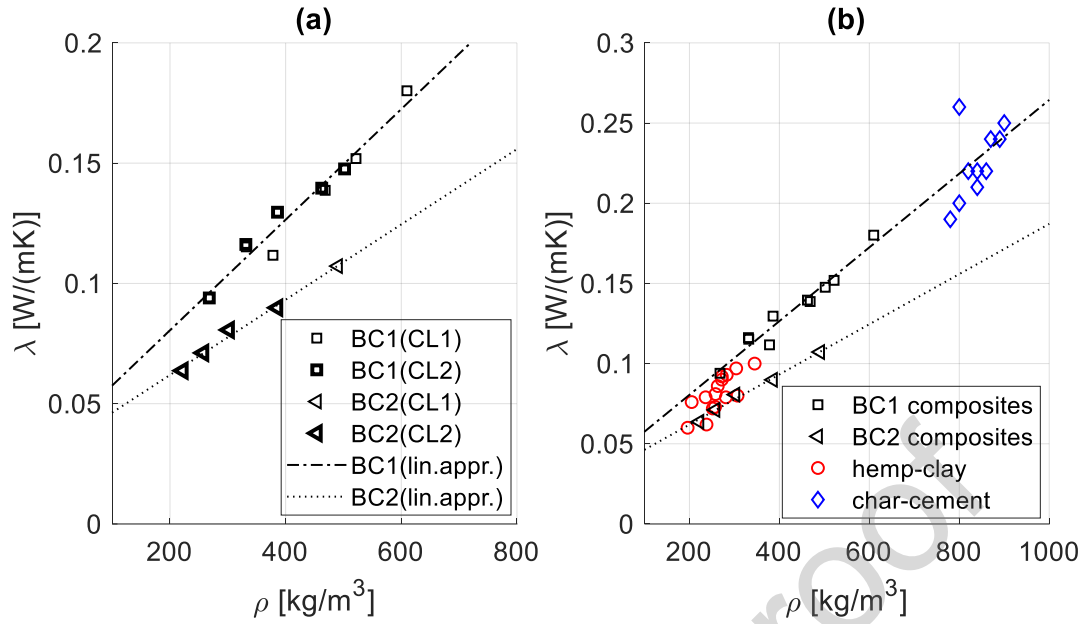 (a)
0.2
0.15
0.1
0.05
0
λ [W/(mK)]
200
400
600
800
ρ [kg/m³]
BC1(CL1)
BC1(CL2)
BC2(CL1)
BC2(CL2)
BC1(lin.appr.)
BC2(lin.appr.)
(b)
0.3
0.25
0.2
0.15
0.1
0.05
0
λ [W/(mK)]
200
400
600
800
1000
ρ [kg/m³]
BC1 composites
BC2 composites
hemp-clay
char-cement
roof